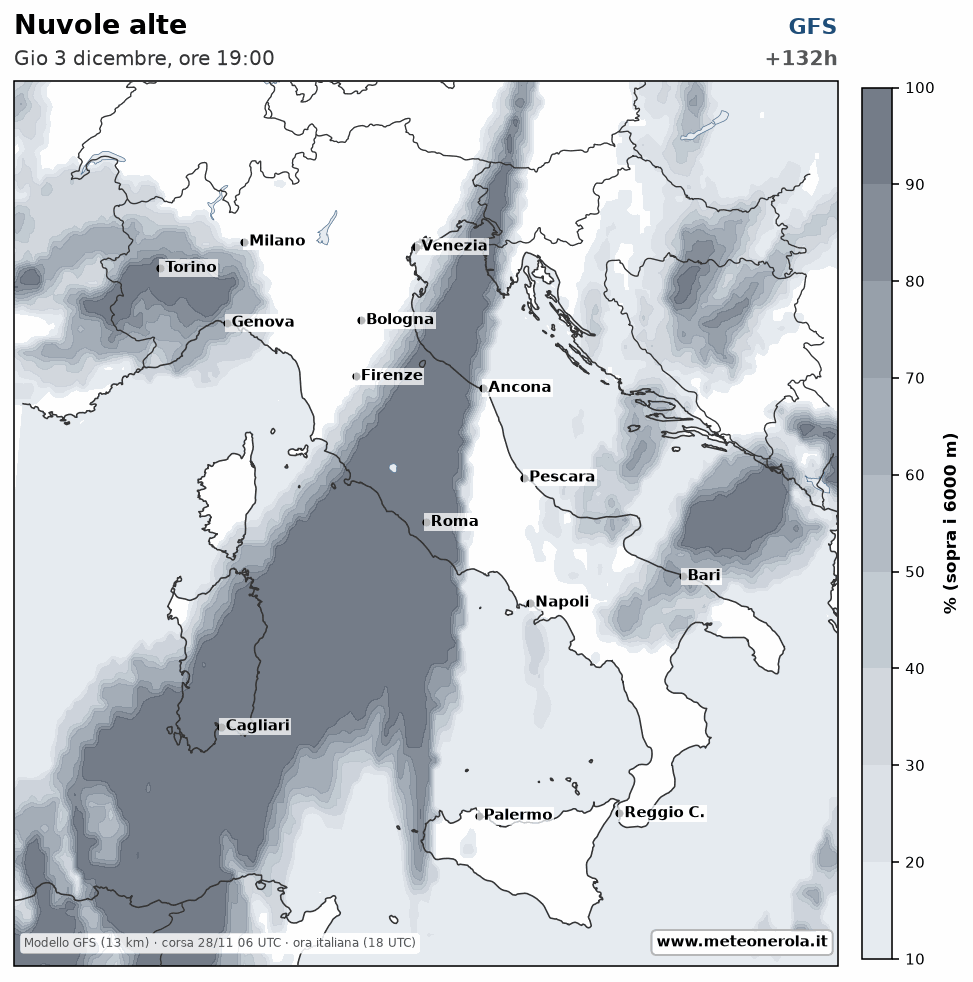 Nuvole alte
GFS
Gio 3 dicembre, ore 19:00
+132h
100
90
80
70
60
50
40
30
20
10
% (sopra i 6000 m)
Milano
Venezia
Torino
Genova
Bologna
Firenze
Ancona
Pescara
Roma
Bari
Napoli
Cagliari
Palermo
Reggio C.
Modello GFS (13 km) · corsa 28/11 06 UTC · ora italiana (18 UTC)
www.meteonerola.it